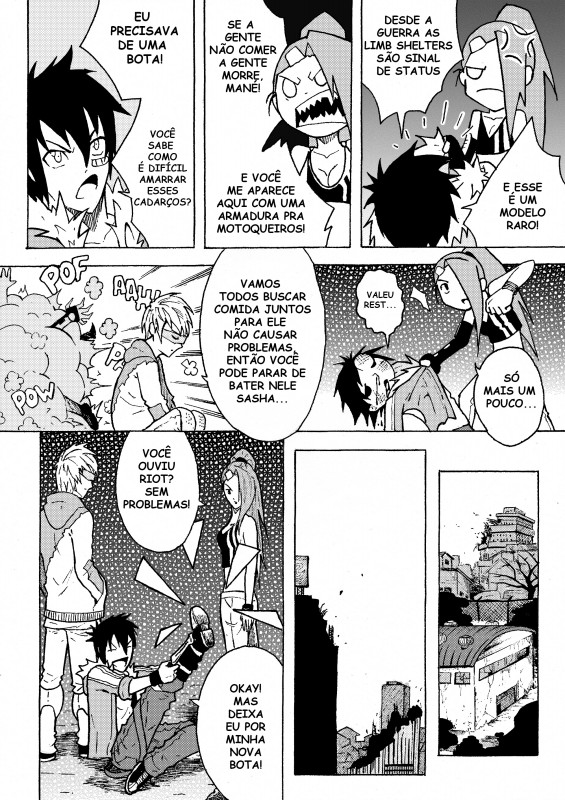 EU
PRECISAVA
DE UMA
BOTA!
VOCÊ
SABE
COMO
É DIFÍCIL
AMARRAR
ESSES
CADARÇOS?
SE A
GENTE
NÃO COMER
A GENTE
MORRE,
MANÉ!
E VOCÊ
ME APARECE
AQUI COM UMA
ARMADURA PRA
MOTOQUEIROS!
DESDE
A GUERRA AS
LIMB SHELTERS
SÃO SINAL
DE STATUS
E ESSE
É UM
MODELO
RARO!
POF
POW
VAMOS
TODOS BUSCAR
COMIDA JUNTOS
PARA ELE
NÃO CAUSAR
PROBLEMAS,
ENTÃO VOCÊ
PODE PARAR DE
BATER NELE
SASHA...
VALEU
REST...
SÓ
MAIS UM
POUCO...
VOCÊ
OUVIU
RIOT?
SEM
PROBLEMAS!
OKAY!
MAS
DEIXA
EU POR
MINHA
NOVA
BOTA!